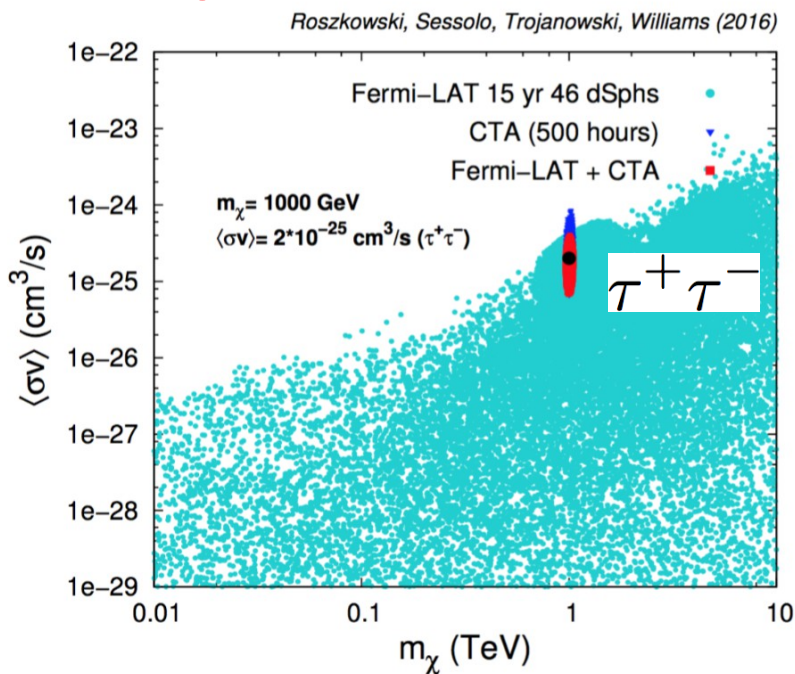 Roszkowski, Sessolo, Trojanowski, Williams (2016)
1e−22
Fermi−LAT 15 yr 46 dSphs
1e−23
CTA (500 hours)
Fermi−LAT + CTA
1e−24
mχ= 1000 GeV
⟨σv⟩= 2*10⁻²⁵ cm³/s (τ⁺τ⁻)
τ⁺τ⁻
1e−25
⟨σv⟩ (cm³/s)
1e−26
1e−27
1e−28
1e−29
0.01 0.1 1 10
mχ (TeV)